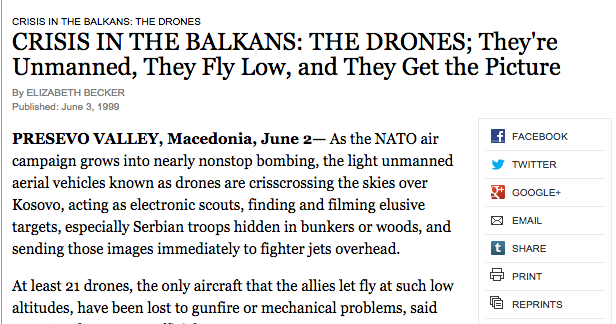 CRISIS IN THE BALKANS: THE DRONES
CRISIS IN THE BALKANS: THE DRONES; They're
Unmanned, They Fly Low, and They Get the Picture
By ELIZABETH BECKER
Published: June 3, 1999
PRESEVO VALLEY, Macedonia, June 2— As the NATO air
campaign grows into nearly nonstop bombing, the light unmanned
aerial vehicles known as drones are crisscrossing the skies over
Kosovo, acting as electronic scouts, finding and filming elusive
targets, especially Serbian troops hidden in bunkers or woods, and
sending those images immediately to fighter jets overhead.
At least 21 drones, the only aircraft that the allies let fly at such low
altitudes, have been lost to gunfire or mechanical problems, said
FACEBOOK
TWITTER
GOOGLE+
EMAIL
SHARE
PRINT
REPRINTS